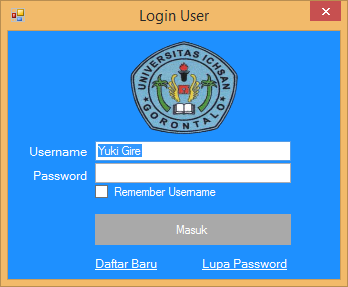 Login User
UNIVERSITAS ICHSAN
GORONTALO
Username
Yuki Gire
Password
Remember Username
Masuk
Daftar Baru
Lupa Password